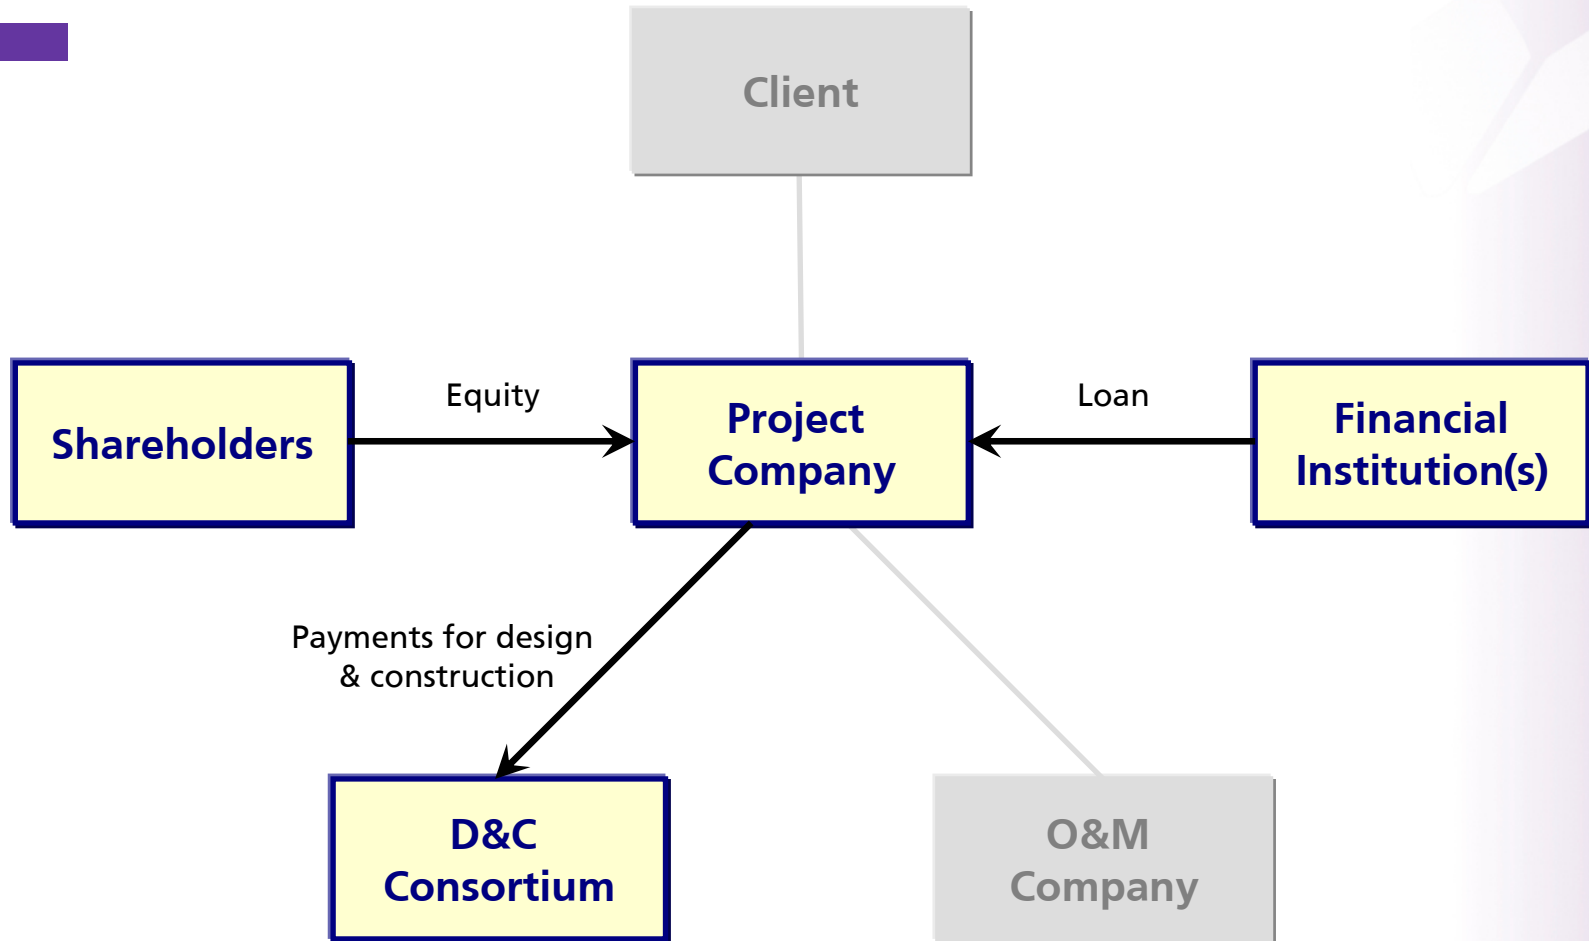 Client
Equity
Loan
Shareholders
Project
Company
Financial
Institution(s)
Payments for design
& construction
D&C
Consortium
O&M
Company